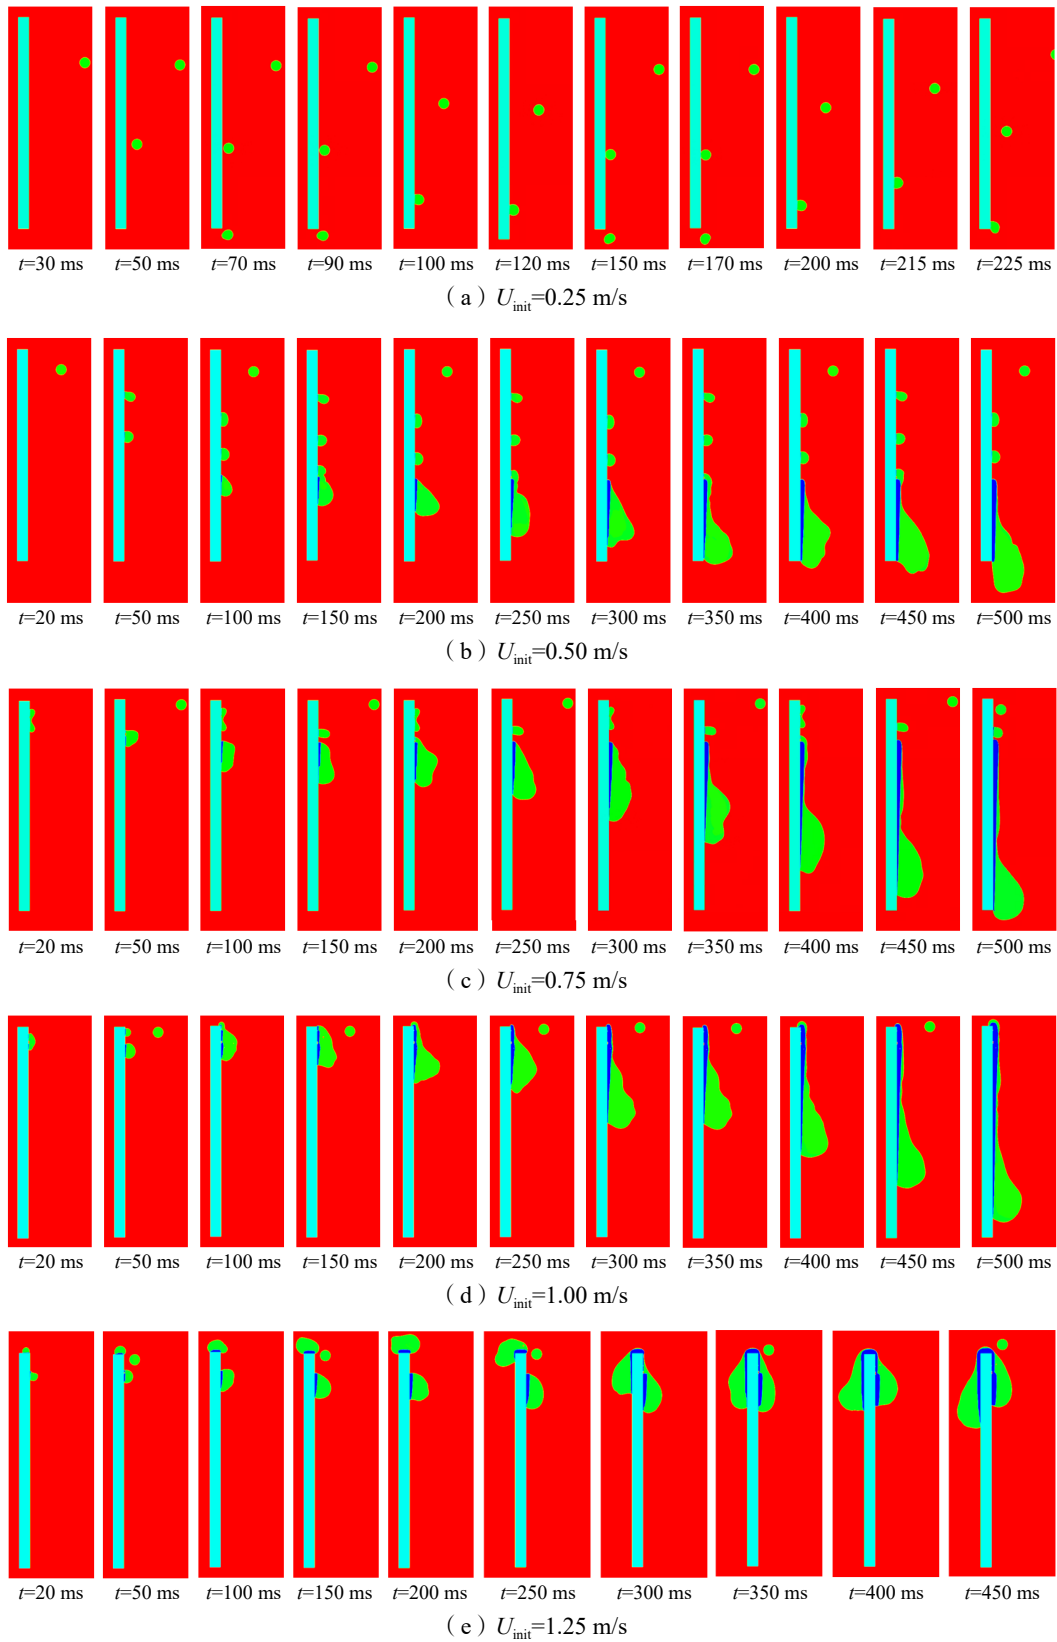 t=30 ms t=50 ms t=70 ms t=90 ms t=100 ms t=120 ms t=150 ms t=170 ms t=200 ms t=215 ms t=225 ms
（a）U_init=0.25 m/s
t=20 ms t=50 ms t=100 ms t=150 ms t=200 ms t=250 ms t=300 ms t=350 ms t=400 ms t=450 ms t=500 ms
（b）U_init=0.50 m/s
t=20 ms t=50 ms t=100 ms t=150 ms t=200 ms t=250 ms t=300 ms t=350 ms t=400 ms t=450 ms t=500 ms
（c）U_init=0.75 m/s
t=20 ms t=50 ms t=100 ms t=150 ms t=200 ms t=250 ms t=300 ms t=350 ms t=400 ms t=450 ms t=500 ms
（d）U_init=1.00 m/s
t=20 ms t=50 ms t=100 ms t=150 ms t=200 ms t=250 ms t=300 ms t=350 ms t=400 ms t=450 ms
（e）U_init=1.25 m/s